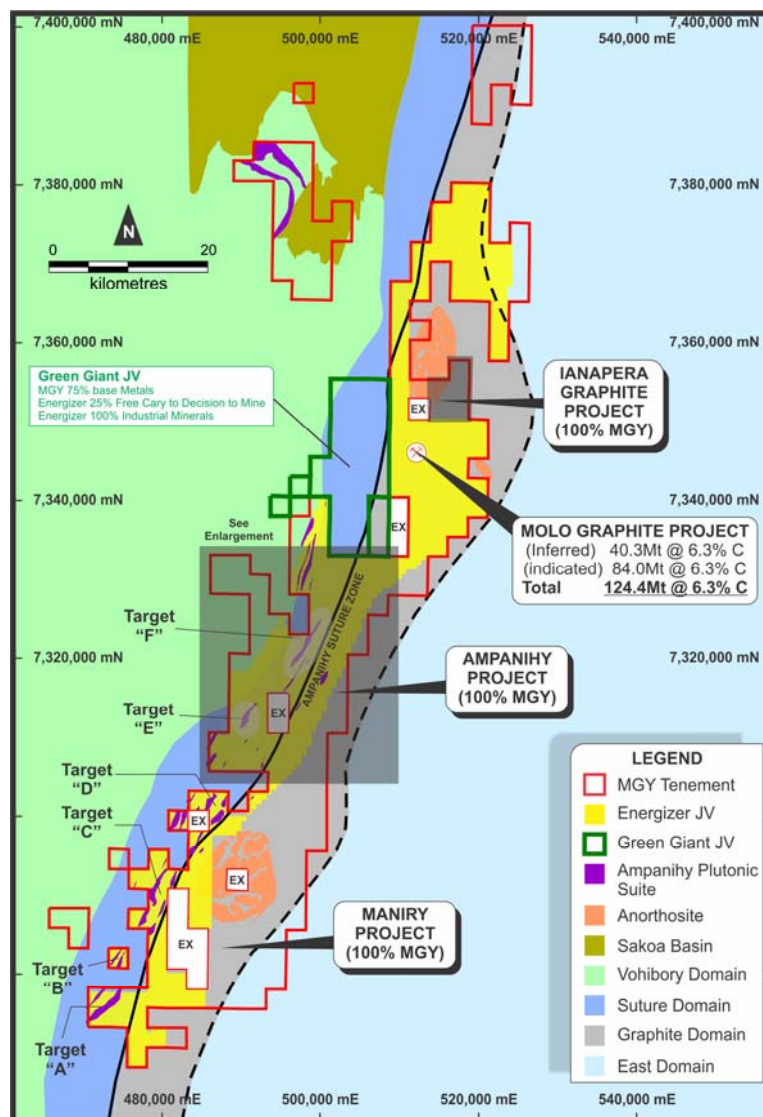 7,400,000 mN
7,400,000 mN
480,000 mE
500,000 mE
520,000 mE
540,000 mE
7,380,000 mN
7,380,000 mN
N
0
20
kilometres
7,360,000 mN
7,360,000 mN
Green Giant JV
MGY 75% base Metals
Energizer 25% Free Cary to Decision to Mine
Energizer 100% Industrial Minerals
IANAPERA
GRAPHITE
PROJECT
(100% MGY)
EX
7,340,000 mN
7,340,000 mN
See
Enlargement
EX
MOLO GRAPHITE PROJECT
(Inferred) 40.3Mt @ 6.3% C
(indicated) 84.0Mt @ 6.3% C
Total 124.4Mt @ 6.3% C
Target
“F”
AMPANIHY SUTURE ZONE
7,320,000 mN
7,320,000 mN
AMPANIHY
PROJECT
(100% MGY)
Target
“E”
EX
Target
“D”
Target
“C”
EX
EX
EX
MANIRY
PROJECT
(100% MGY)
Target
“B”
Target
“A”
LEGEND
MGY Tenement
Energizer JV
Green Giant JV
Ampanihy Plutonic
Suite
Anorthosite
Sakoa Basin
Vohibory Domain
Suture Domain
Graphite Domain
East Domain
480,000 mE
500,000 mE
520,000 mE
540,000 mE